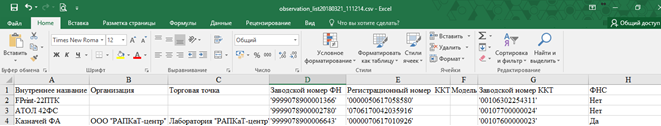 observation_list20180321_111214.csv - Excel
Файл Home Вставка Разметка страницы Формулы Данные Рецензирование Вид Что вы хотите сделать? Общий доступ
Вставить Times New Roma 12 Общий Условное форматирование Форматировать как таблицу Стили ячеек Вставить Удалить Формат Сортировка и фильтр Найти и выделить
Буфер обмена Шрифт Выравнивание Число Стили Ячейки Редактирование
A B C D E F G H
1 Внутреннее название Организация Торговая точка Заводской номер ФН Регистрационный номер ККТ Модель Заводской номер ККТ ФНС
2 FPrint-22ПТК '9999078900001366' '0000050617058580' '00106302254311' Нет
3 АТОЛ 42ФС '9999078900002780' '0706170042035916' '00107700000024' Нет
4 Казначей ФА ООО "РАПКаТ-центр" Лаборатория "РАПКаТ-центр" '9999078900006643' '0000070617010926' '00107600000023' Да